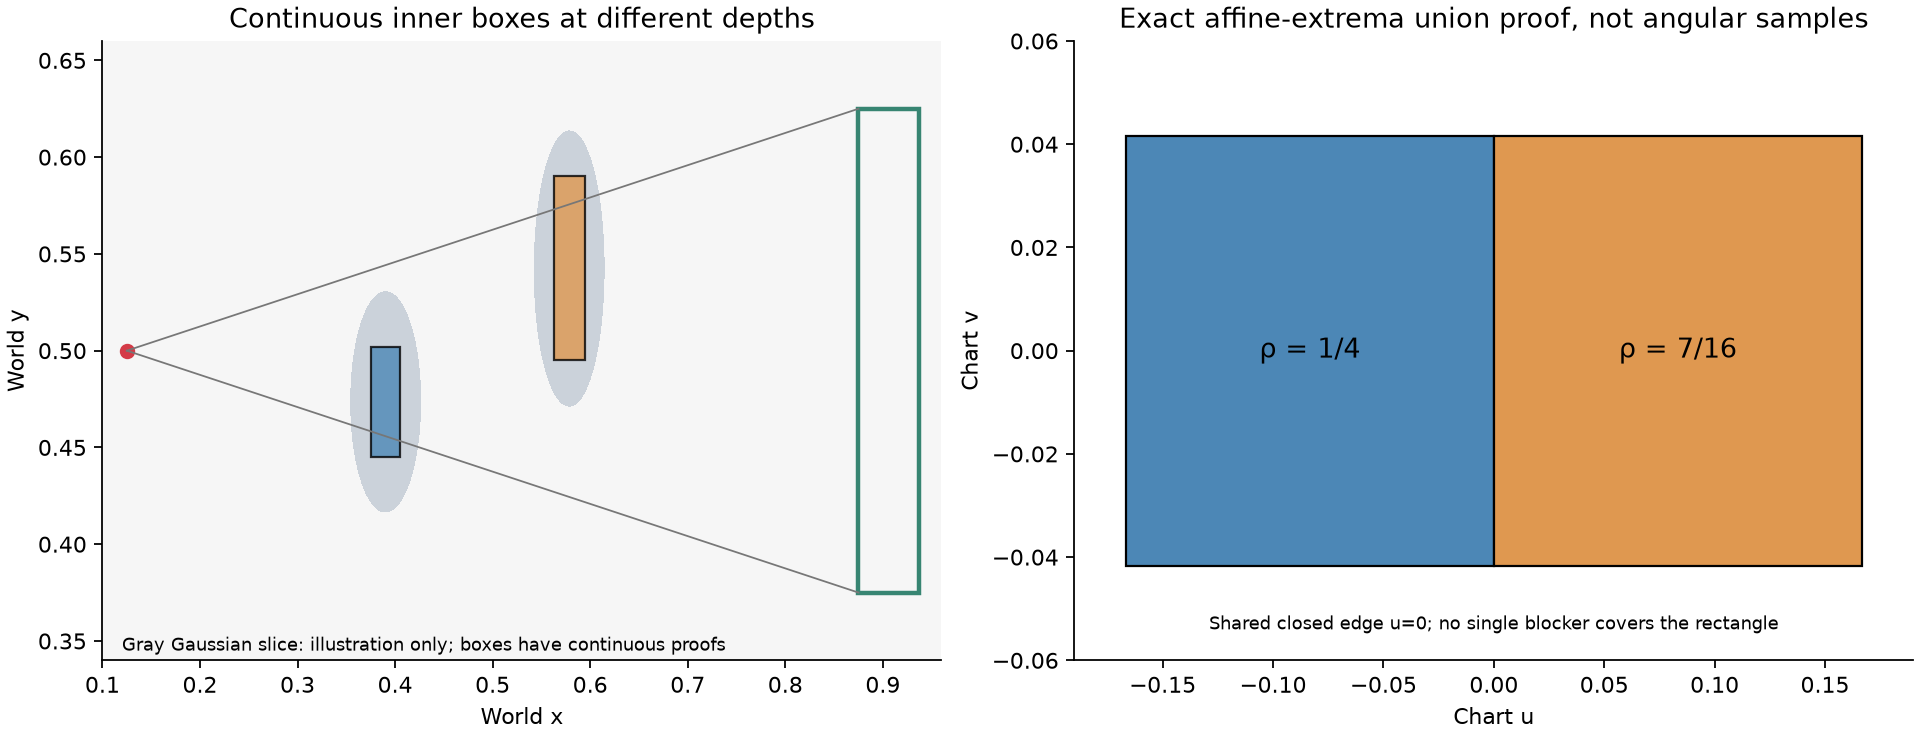 Continuous inner boxes at different depths
0.65
0.60
0.55
0.50
0.45
0.40
0.35
World y
Gray Gaussian slice: illustration only; boxes have continuous proofs
0.1 0.2 0.3 0.4 0.5 0.6 0.7 0.8 0.9
World x
Exact affine-extrema union proof, not angular samples
0.06
0.04
0.02
0.00
−0.02
−0.04
−0.06
Chart v
ρ = 1/4
ρ = 7/16
Shared closed edge u=0; no single blocker covers the rectangle
−0.15 −0.10 −0.05 0.00 0.05 0.10 0.15
Chart u